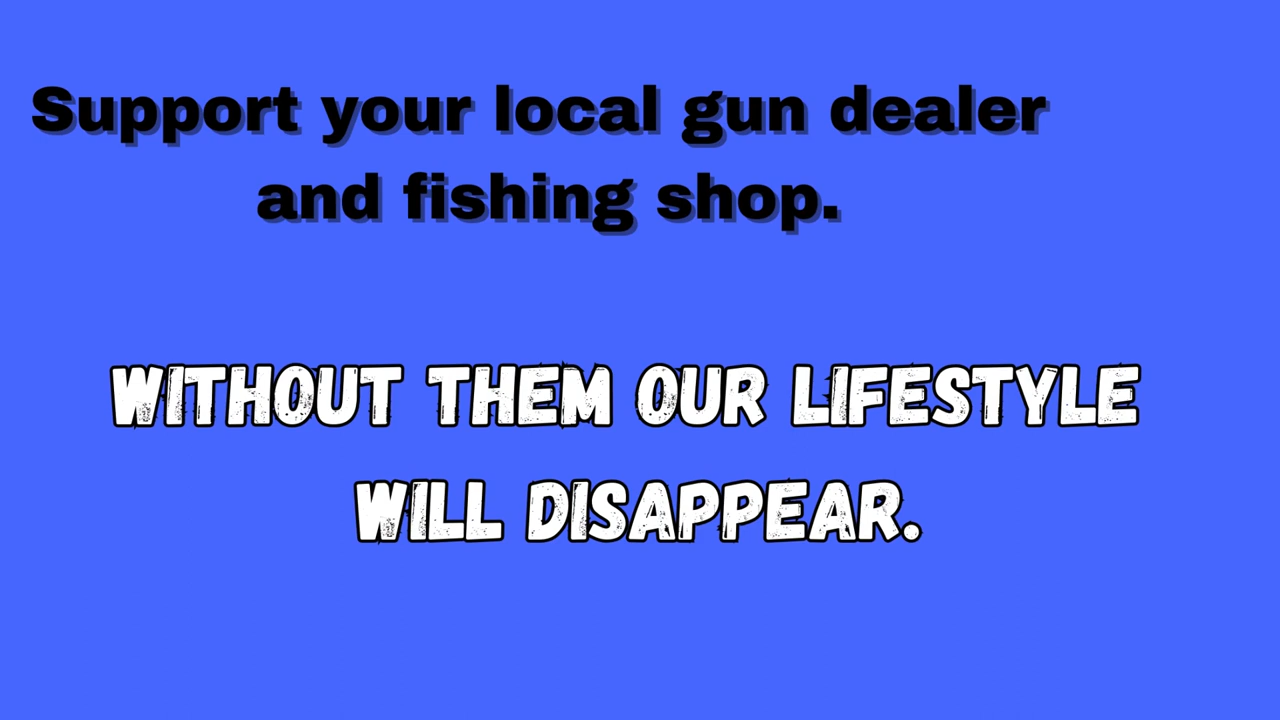 Support your local gun dealer
and fishing shop.
WITHOUT THEM OUR LIFESTYLE
WILL DISAPPEAR.